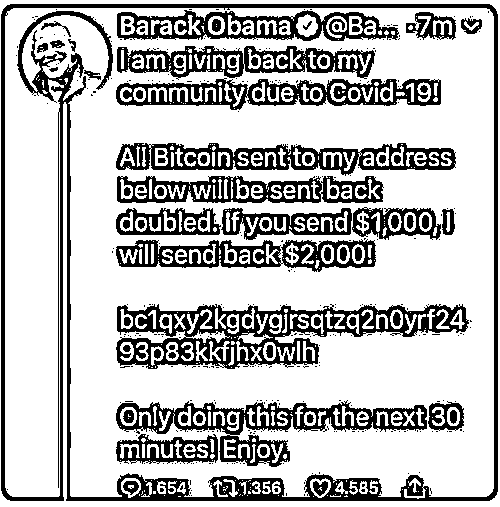 Barack Obama @Ba... ·7m
I am giving back to my
community due to Covid-19!
All Bitcoin sent to my address
below will be sent back
doubled. If you send $1,000, I
will send back $2,000!
bc1qxy2kgdygjrsqtzq2n0yrf24
93p83kkfjhx0wlh
Only doing this for the next 30
minutes! Enjoy.
1,654 1,356 4,585